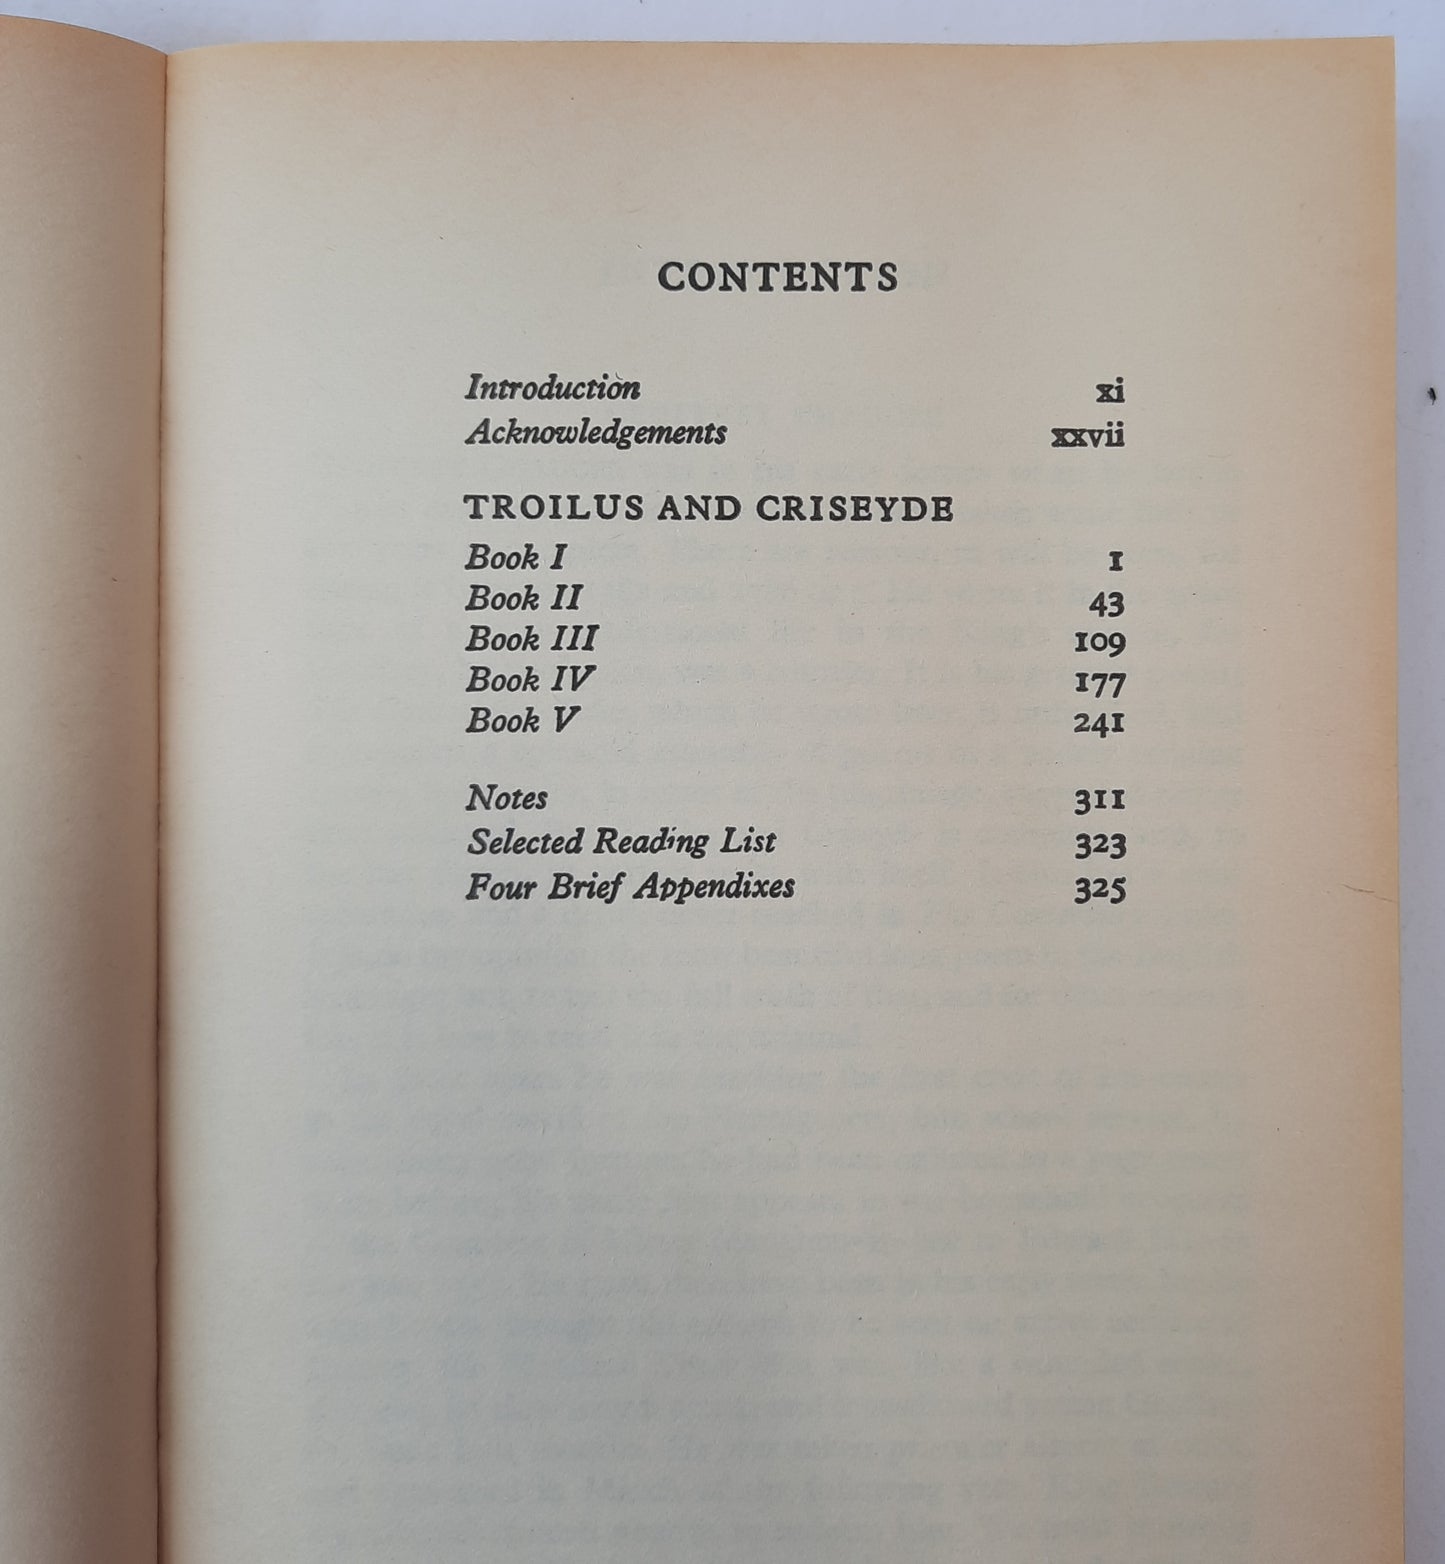 CONTENTS
Introduction xi
Acknowledgements xxvii
TROILUS AND CRISEYDE
Book I 1
Book II 43
Book III 109
Book IV 177
Book V 241
Notes 311
Selected Reading List 323
Four Brief Appendixes 325